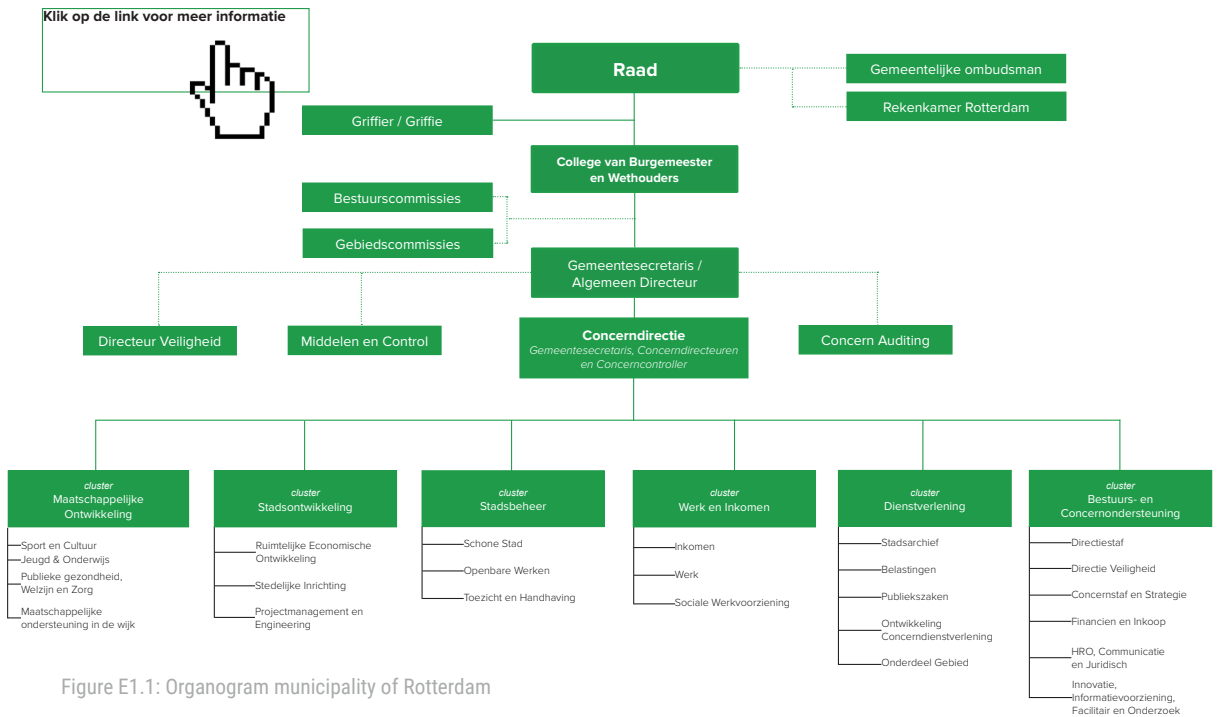 Klik op de link voor meer informatie
Raad
Gemeentelijke ombudsman
Rekenkamer Rotterdam
Griffier / Griffie
College van Burgemeester
en Wethouders
Bestuurscommissies
Gebiedscommissies
Gemeentesecretaris /
Algemeen Directeur
Directeur Veiligheid
Middelen en Control
Concerndirectie
Gemeentesecretaris, Concerndirecteuren
en Concerncontroller
Concern Auditing
cluster
Maatschappelijke
Ontwikkeling
Sport en Cultuur
Jeugd & Onderwijs
Publieke gezondheid,
Welzijn en Zorg
Maatschappelijke
ondersteuning in de wijk
cluster
Stadsontwikkeling
Ruimtelijke Economische
Ontwikkeling
Stedelijke Inrichting
Projectmanagement en
Engineering
cluster
Stadsbeheer
Schone Stad
Openbare Werken
Toezicht en Handhaving
cluster
Werk en Inkomen
Inkomen
Werk
Sociale Werkvoorziening
cluster
Dienstverlening
Stadsarchief
Belastingen
Publiekszaken
Ontwikkeling
Concerndienstverlening
Onderdeel Gebied
cluster
Bestuurs- en
Concernondersteuning
Directiestaf
Directie Veiligheid
Concernstaf en Strategie
Financien en Inkoop
HRO, Communicatie
en Juridisch
Innovatie,
Informatievoorziening,
Facilitair en Onderzoek
Figure E1.1: Organogram municipality of Rotterdam